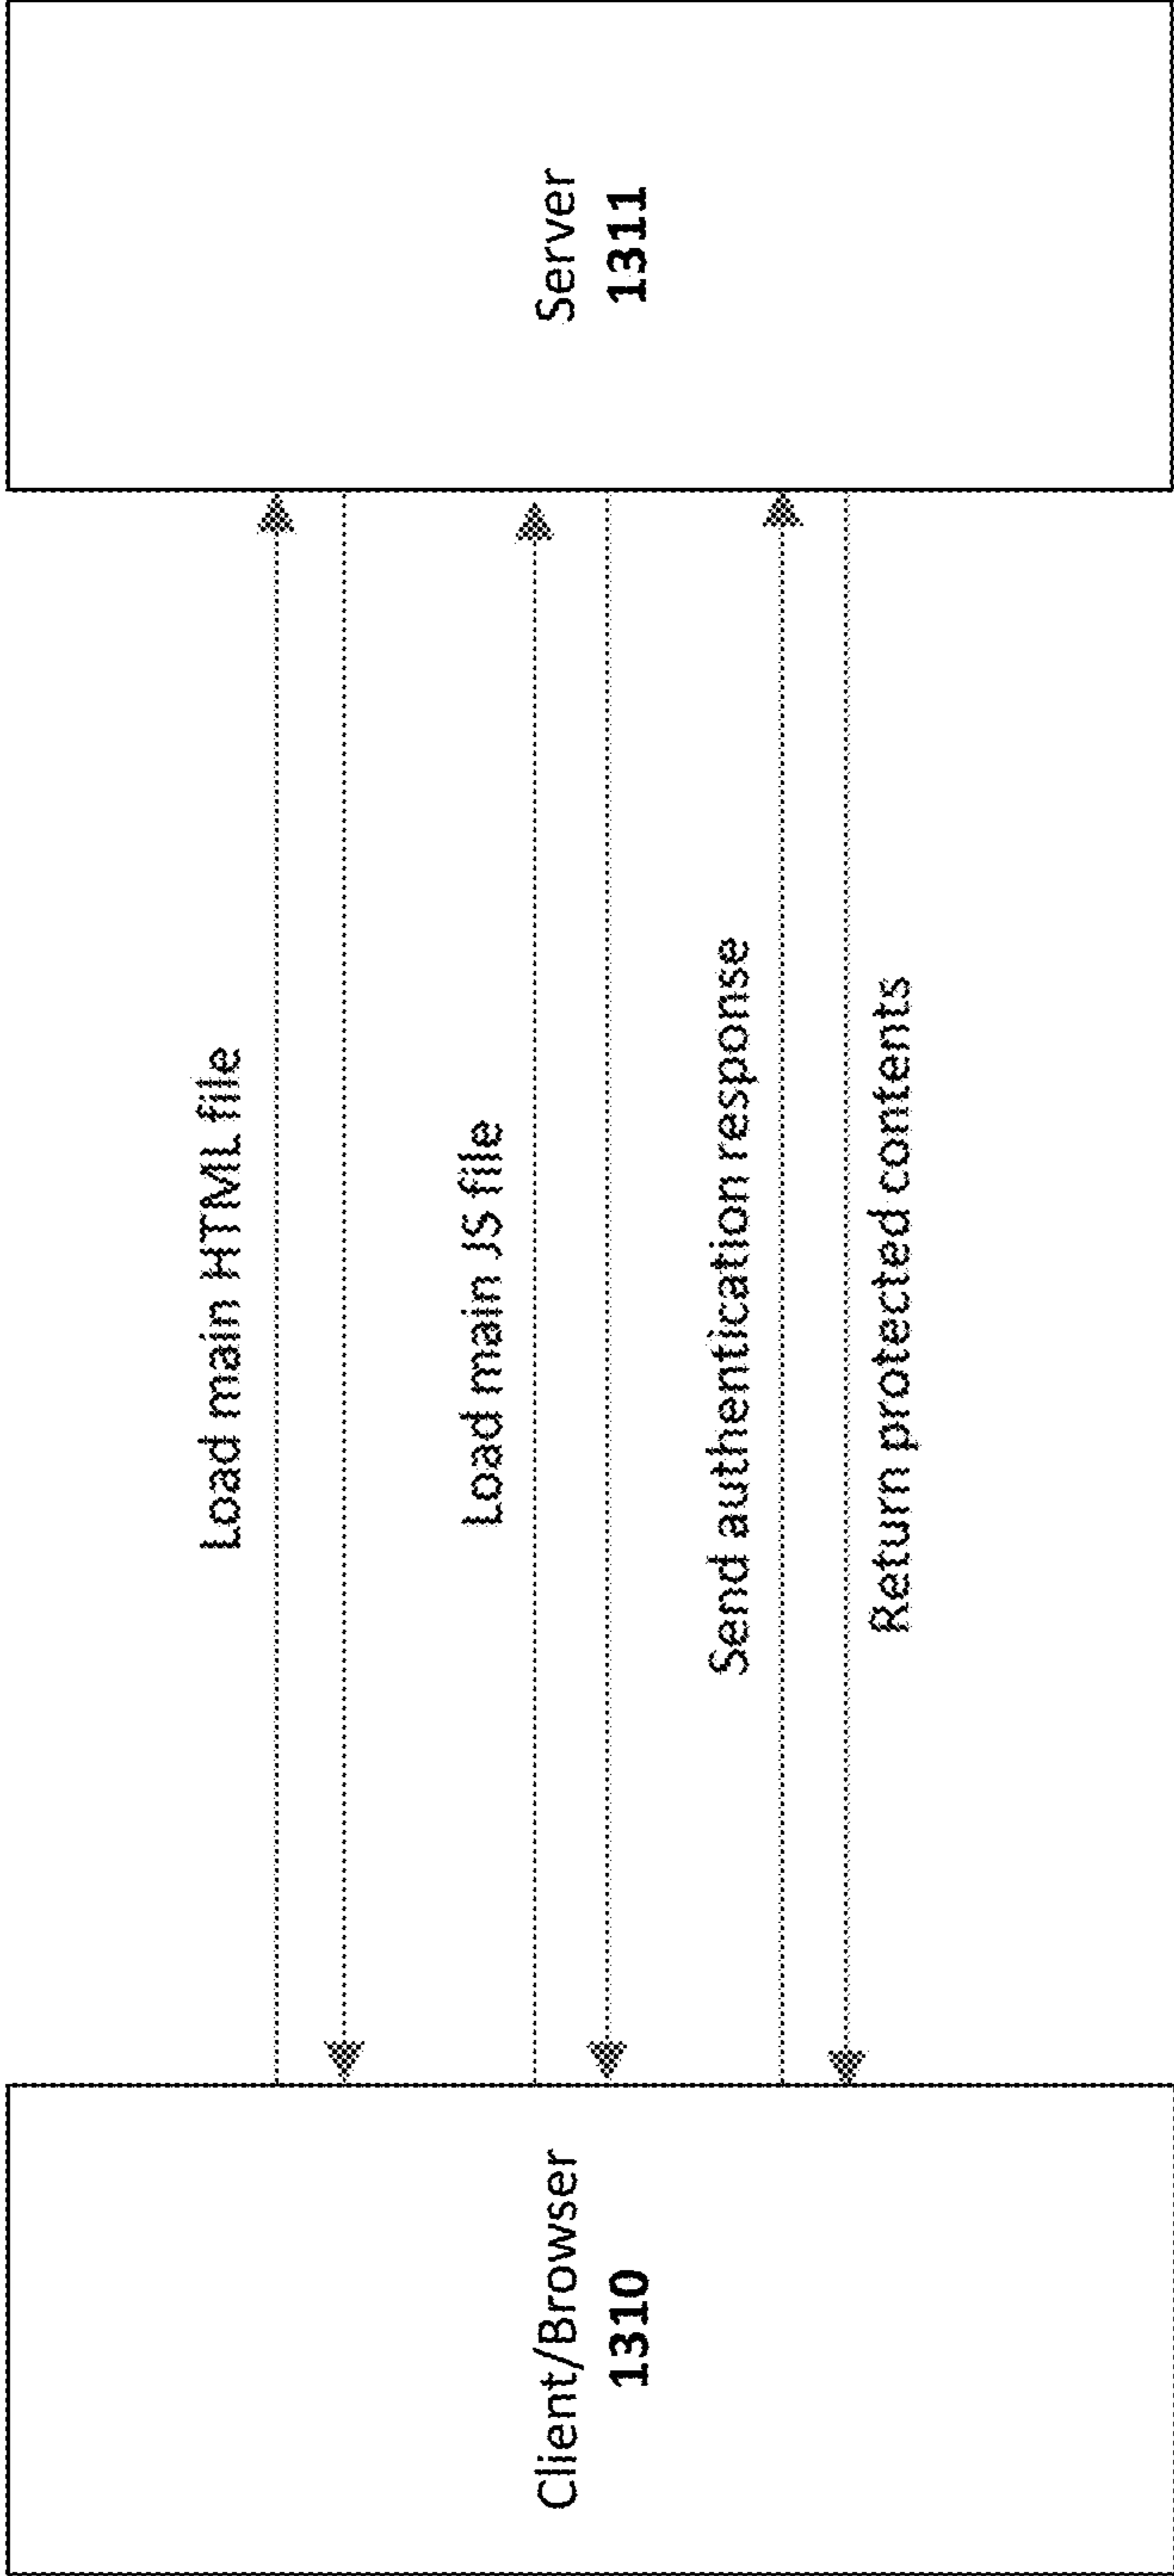 Client/Browser
1310
Load main HTML file
Load main JS file
Send authentication response
Return protected contents
Server
1311